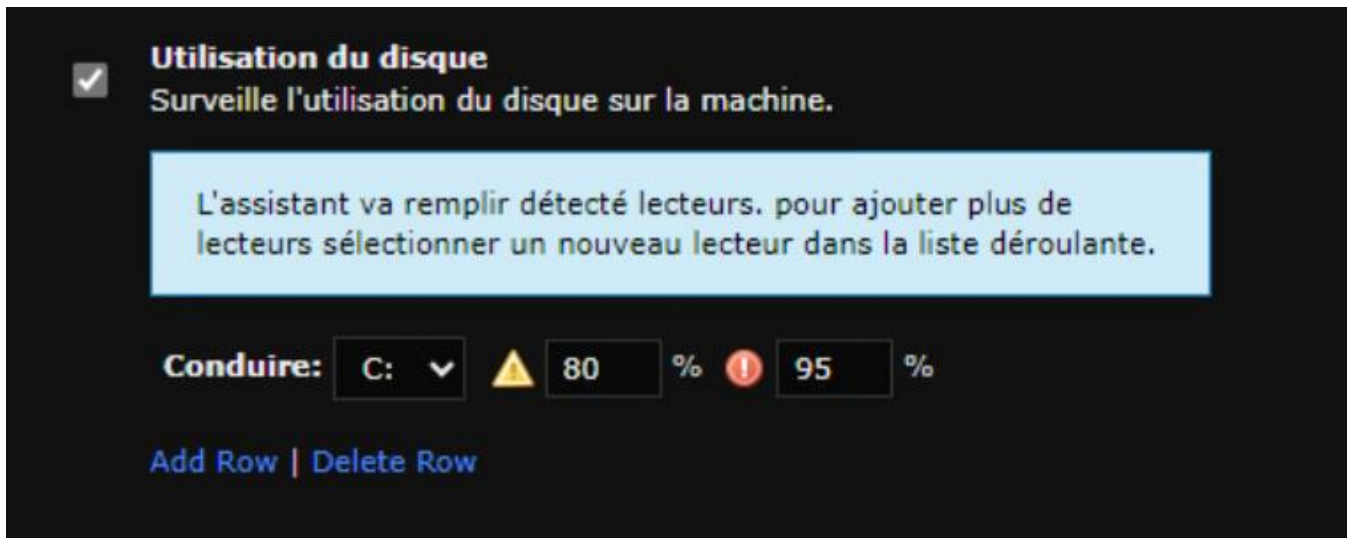 Utilisation du disque
Surveille l'utilisation du disque sur la machine.
L'assistant va remplir détecté lecteurs. pour ajouter plus de
lecteurs sélectionner un nouveau lecteur dans la liste déroulante.
Conduire: C: 80 % 95 %
Add Row | Delete Row